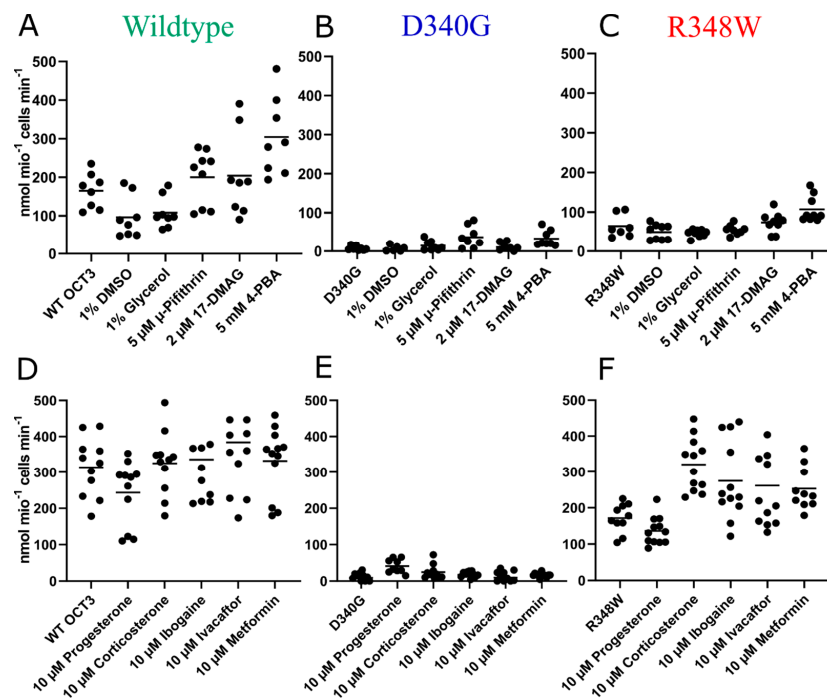 A Wildtype
B D340G
C R348W
nmol mio-1 cells min-1
500
400
300
200
100
0
WT OCT3
1% DMSO
1% Glycerol
5 µM µ-Pifithrin
2 µM 17-DMAG
5 mM 4-PBA
500
400
300
200
100
0
D340G
1% DMSO
1% Glycerol
5 µM µ-Pifithrin
2 µM 17-DMAG
5 mM 4-PBA
500
400
300
200
100
0
R348W
1% DMSO
1% Glycerol
5 µM µ-Pifithrin
2 µM 17-DMAG
5 mM 4-PBA
D
nmol mio-1 cells min-1
500
400
300
200
100
0
WT OCT3
10 µM Progesterone
10 µM Corticosterone
10 µM Ibogaine
10 µM Ivacaffor
10 µM Metformin
E
500
400
300
200
100
0
D340G
10 µM Progesterone
10 µM Corticosterone
10 µM Ibogaine
10 µM Ivacaffor
10 µM Metformin
F
500
400
300
200
100
0
R348W
10 µM Progesterone
10 µM Corticosterone
10 µM Ibogaine
10 µM Ivacaffor
10 µM Metformin